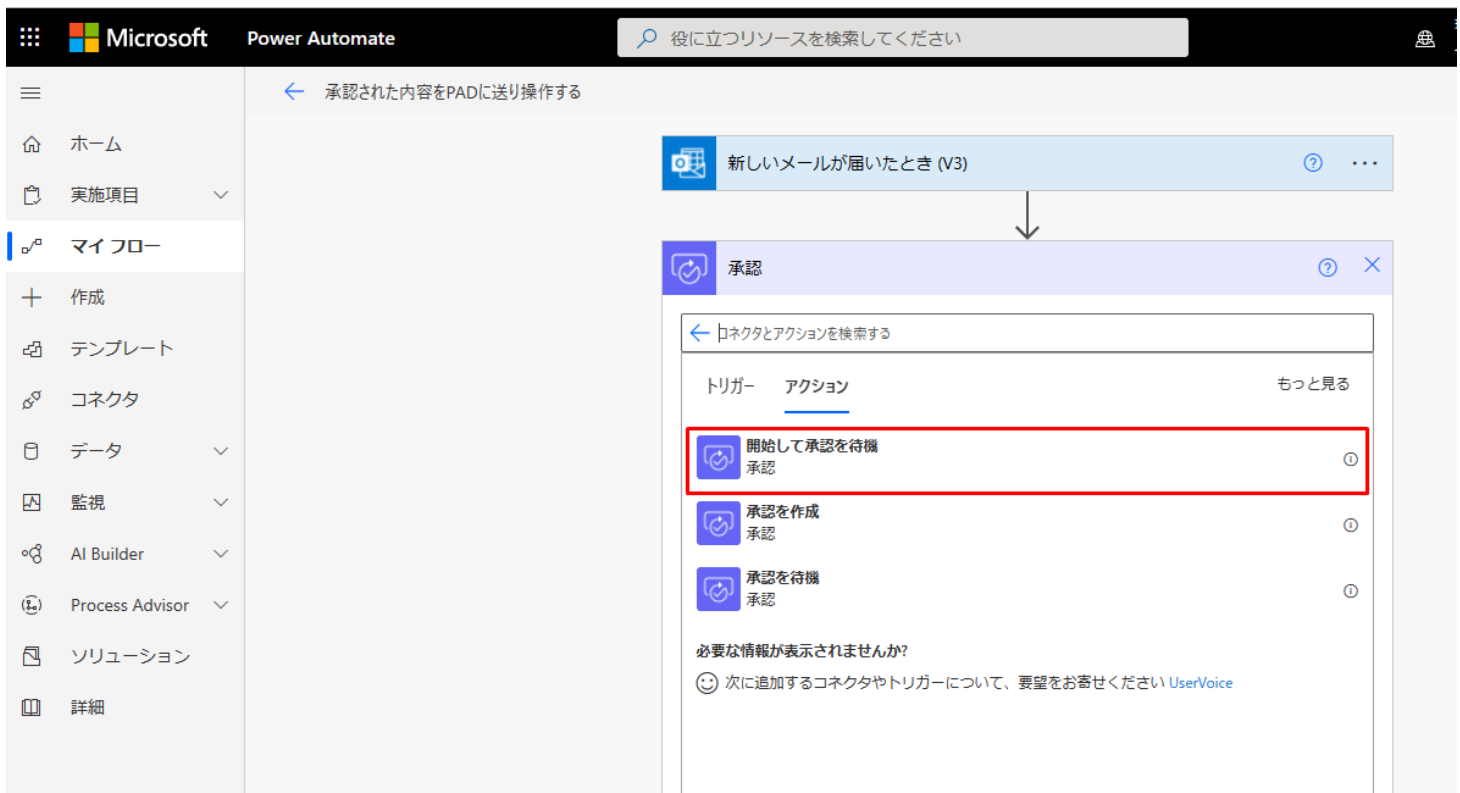 Microsoft Power Automate 役に立つリソースを検索してください
承認された内容をPADに送り操作する
ホーム
実施項目
マイ フロー
作成
テンプレート
コネクタ
データ
監視
AI Builder
Process Advisor
ソリューション
詳細
新しいメールが届いたとき (V3)
承認
コネクタとアクションを検索する
トリガー アクション もっと見る
開始して承認を待機
承認
承認を作成
承認
承認を待機
承認
必要な情報が表示されませんか?
次に追加するコネクタやトリガーについて、要望をお寄せください UserVoice